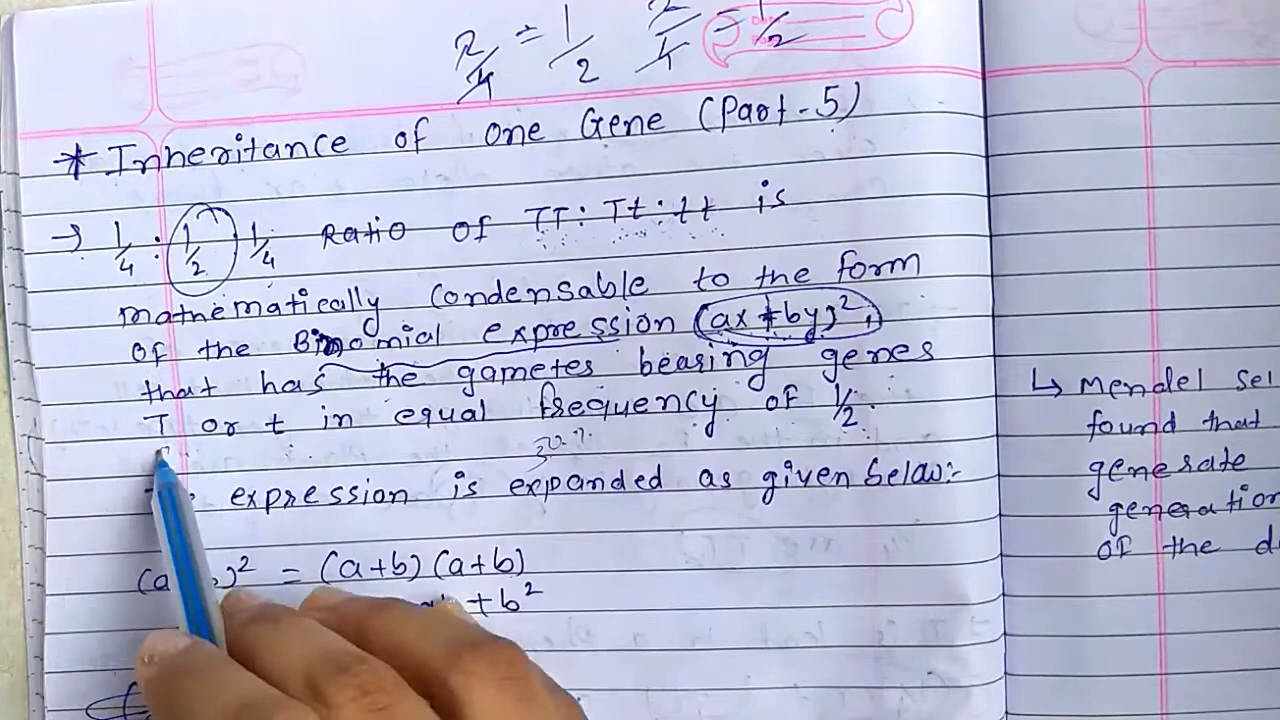 2/4 = 1/2 2/4 = 1/2
* Inheritance of one Gene (Part-5)
→ 1/4 : 1/2 : 1/4 Ratio of TT : Tt : tt is
mathematically condensable to the form
of the Binomial expression (ax+by)²,
that has the gametes bearing genes
T or t in equal frequency of 1/2.
expression is expanded as given below:-
)² = (a+b) (a+b)
+ b²
↳ Mendel Sel
found that
generate
generation
of the d